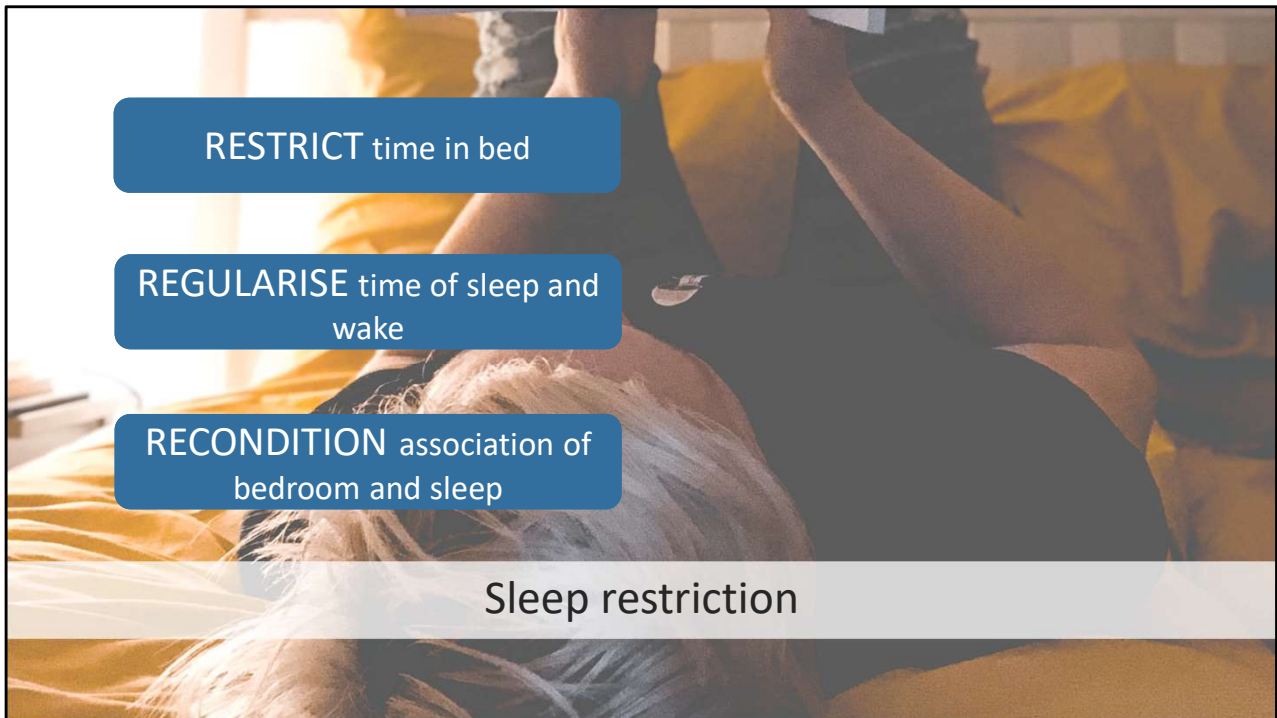 RESTRICT time in bed
REGULARISE time of sleep and
wake
RECONDITION association of
bedroom and sleep
Sleep restriction